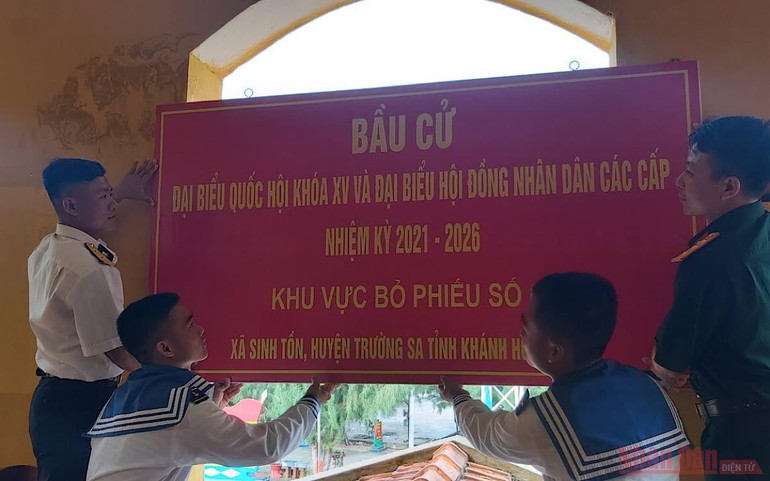 BẦU CỬ
ĐẠI BIỂU QUỐC HỘI KHÓA XV VÀ ĐẠI BIỂU HỘI ĐỒNG NHÂN DÂN CÁC CẤP
NHIỆM KỲ 2021 - 2026
KHU VỰC BỎ PHIẾU SỐ
XÃ SINH TỒN, HUYỆN TRƯỜNG SA TỈNH KHÁNH
ĐIỆN TỬ